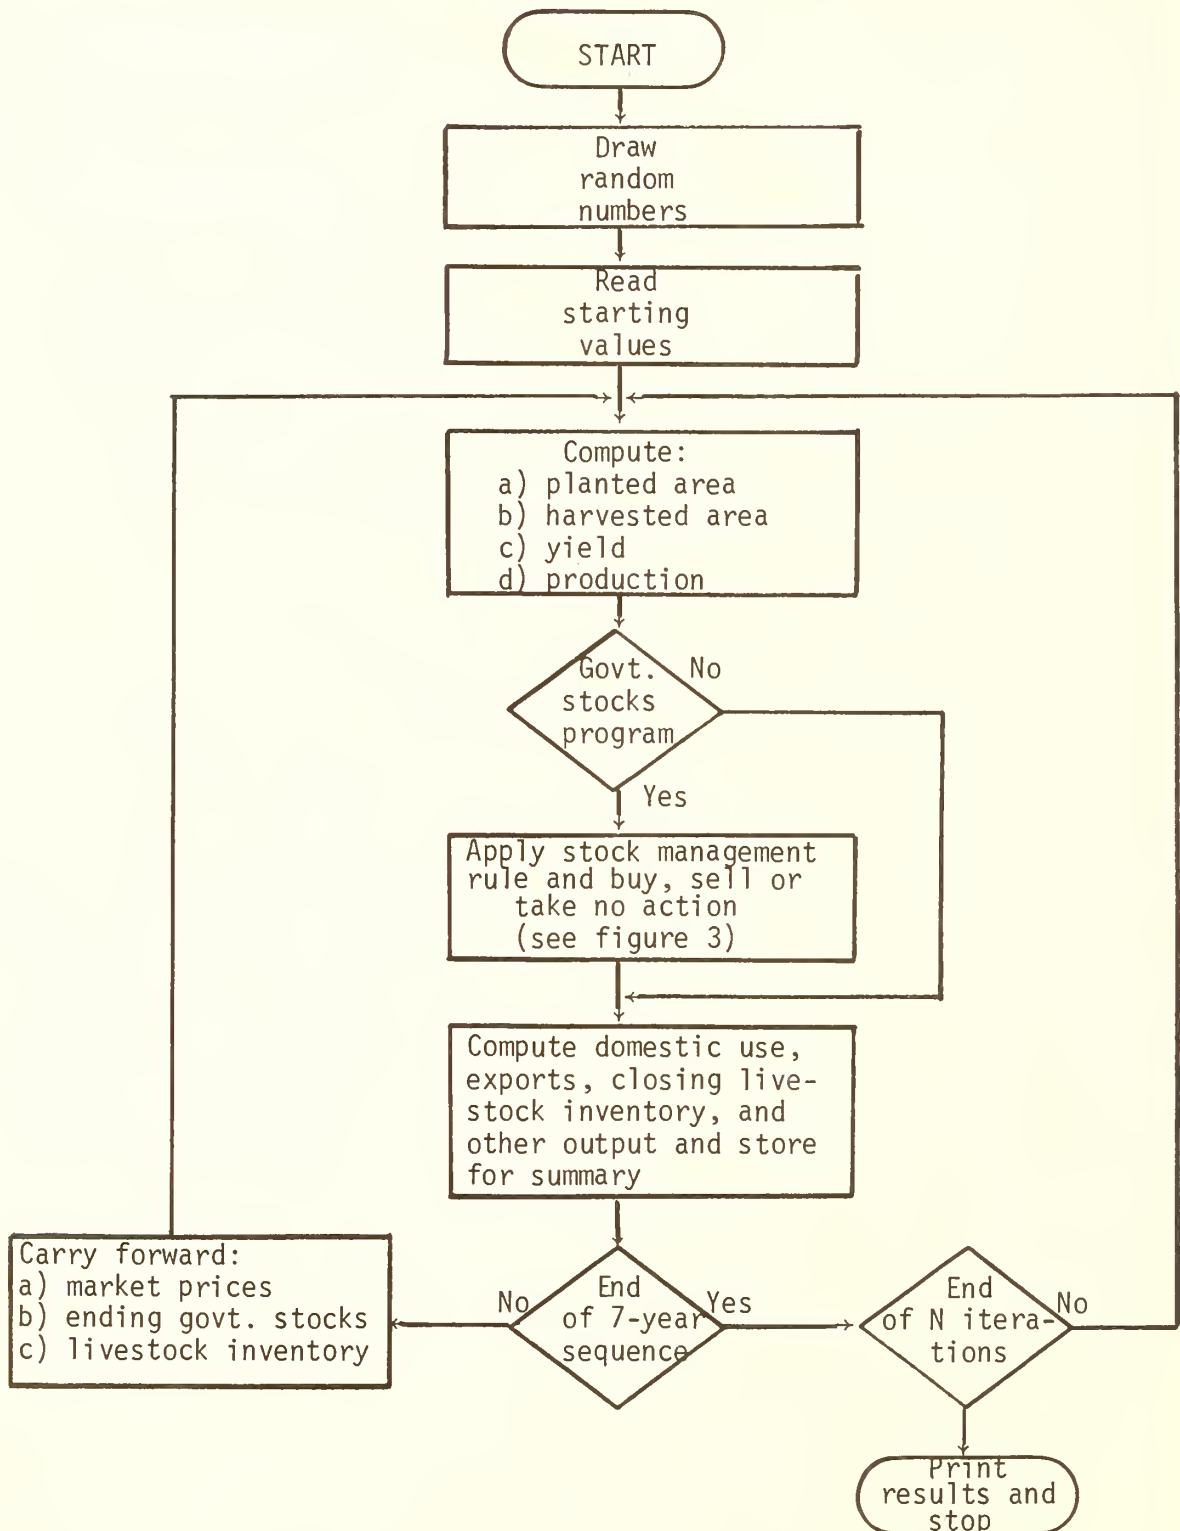 START
Draw
random
numbers
Read
starting
values
Compute:
a) planted area
b) harvested area
c) yield
d) production
Govt.
stocks
program
No
Yes
Apply stock management
rule and buy, sell or
take no action
(see figure 3)
Compute domestic use,
exports, closing live-
stock inventory, and
other output and store
for summary
Carry forward:
a) market prices
b) ending govt. stocks
c) livestock inventory
No
End
of 7-year
sequence
Yes
End
of N itera-
tions
No
Print
results and
stop